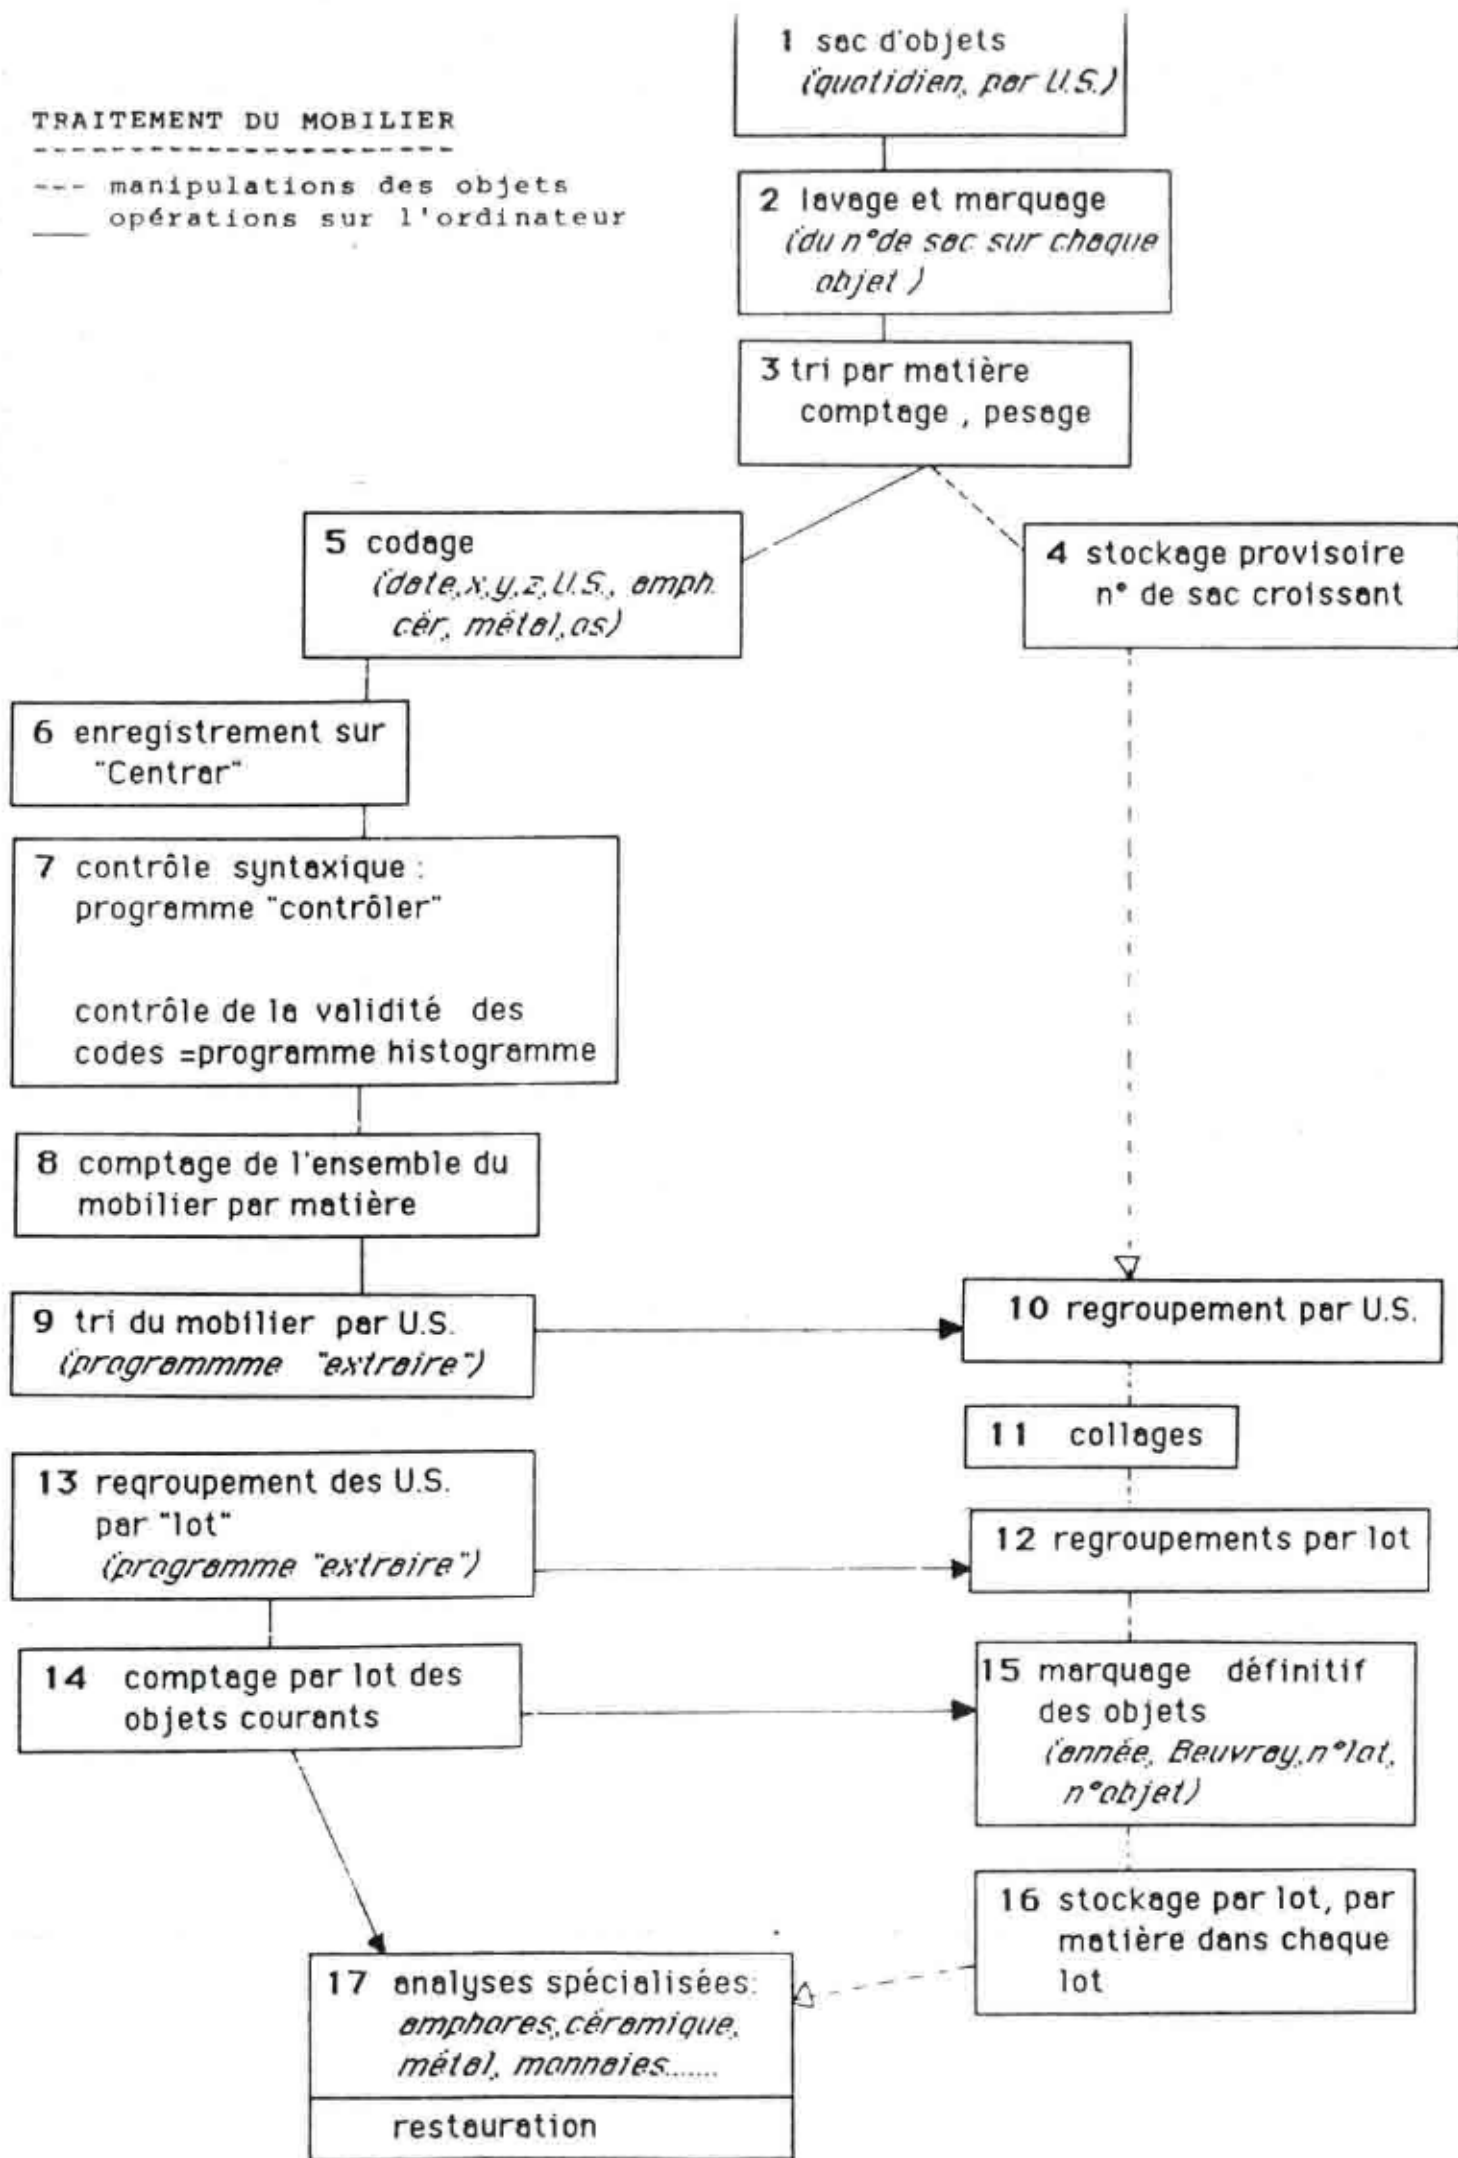 TRAITEMENT DU MOBILIER
--- manipulations des objets
___ opérations sur l'ordinateur
1 sac d'objets
(quotidien, par U.S.)
2 lavage et marquage
(du n°de sac sur chaque
objet )
3 tri par matière
comptage , pesage
5 codage
(date,x,y,z,U.S., amph.
cér, métal,os)
4 stockage provisoire
n° de sac croissant
6 enregistrement sur
"Centrar"
7 contrôle syntaxique :
programme "contrôler"
contrôle de la validité des
codes =programme histogramme
8 comptage de l'ensemble du
mobilier par matière
9 tri du mobilier par U.S.
(programmme "extraire")
10 regroupement par U.S.
11 collages
13 regroupement des U.S.
par "lot"
(programme "extraire")
12 regroupements par lot
14 comptage par lot des
objets courants
15 marquage définitif
des objets
(année, Beuvray,n°lot,
n°objet)
16 stockage par lot, par
matière dans chaque
lot
17 analyses spécialisées:
amphores,céramique,
métal, monnaies.......
restauration